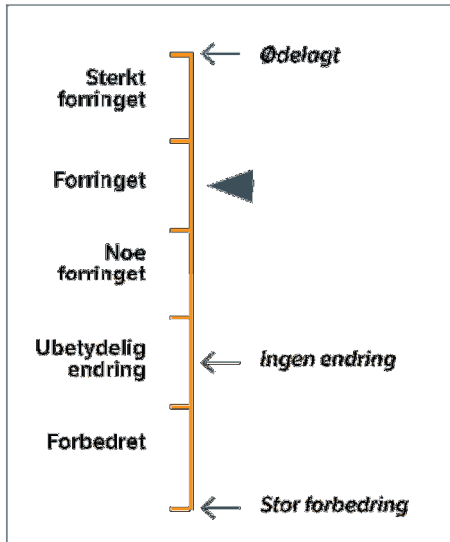 Ødelagt
Sterkt
forringet
Forringet
Noe
forringet
Ubetydelig
endring
Ingen endring
Forbedret
Stor forbedring